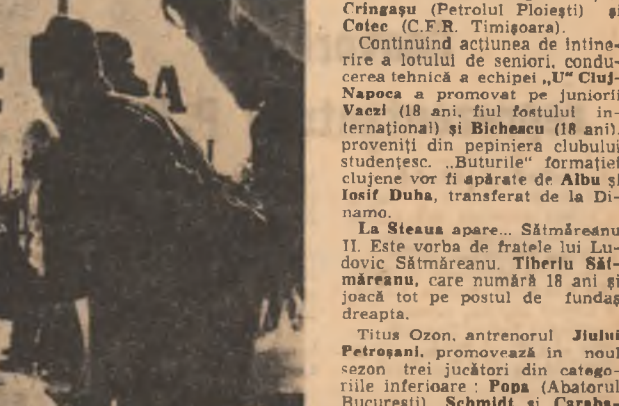 A
Cringașu (Petrolul Ploiești) și
Cotec (C.F.R. Timișoara).
Continuînd acțiunea de întine-
rire a lotului de seniori, condu-
cerea tehnică a echipei „U“ Cluj-
Napoca a promovat pe juniorii
Vaczi (18 ani, fiul fostului in-
ternațional) și Bichescu (18 ani),
proveniți din pepiniera clubului
studențesc. „Buturile“ formației
clujene vor fi apărate de Albu și
Iosif Duha, transferat de la Di-
namo.
La Steaua apare... Sătmăreanu
II. Este vorba de fratele lui Lu-
dovic Sătmăreanu. Tiberiu Săt-
măreanu, care numără 18 ani și
joacă tot pe postul de fundaș
dreapta.
Titus Ozon, antrenorul Jiului
Petroșani, promovează în noul
sezon trei jucători din catego-
riile inferioare : Popa (Abatorul
București), Schmidt și Caraba-